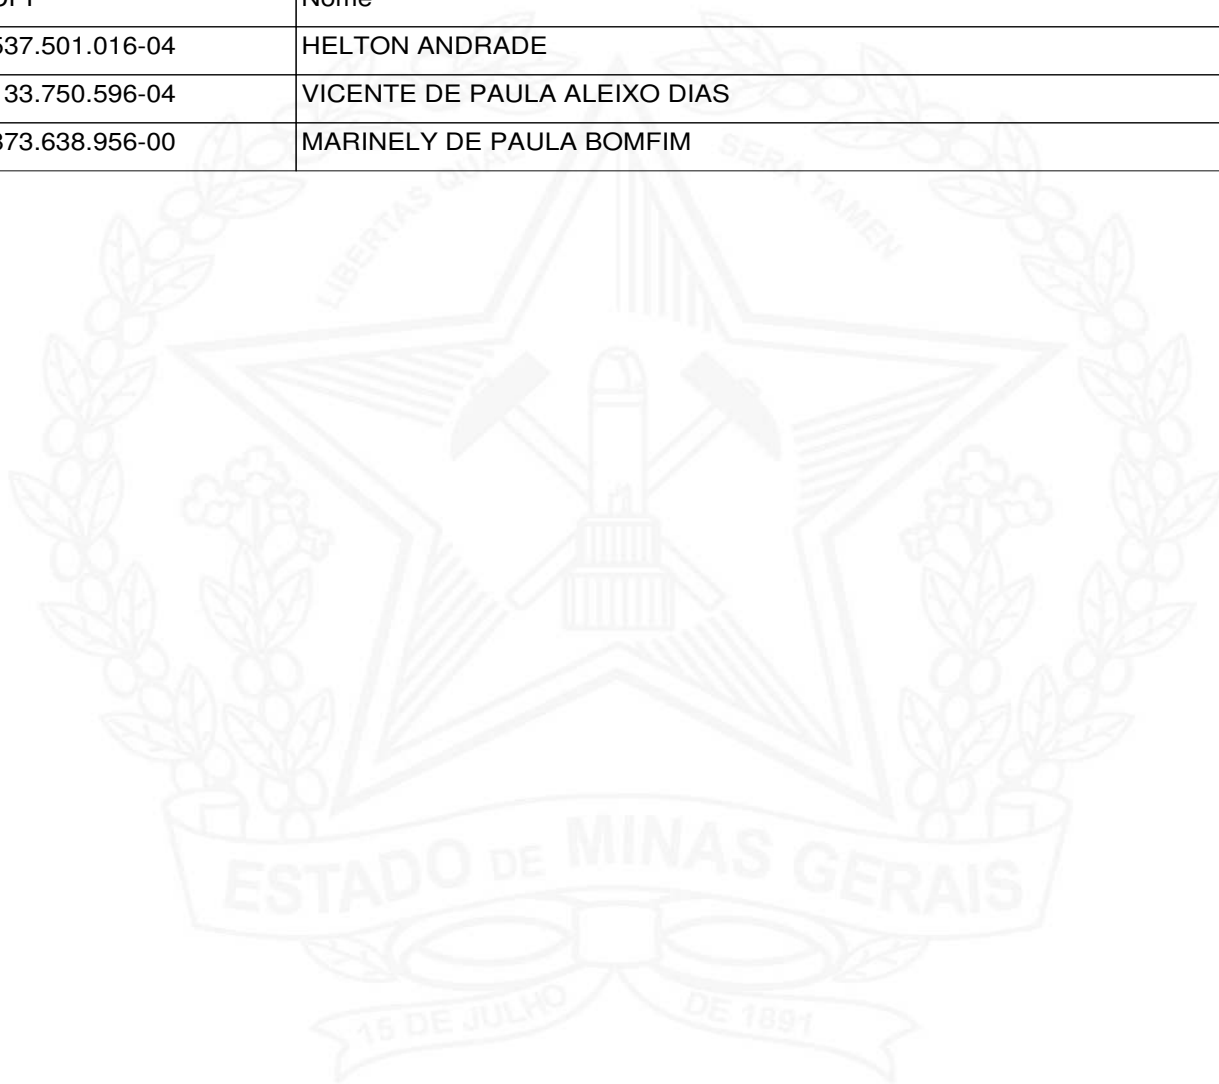 Nome
537.501.016-04 HELTON ANDRADE
33.750.596-04 VICENTE DE PAULA ALEIXO DIAS
373.638.956-00 MARINELY DE PAULA BOMFIM
LIBERTAS QUAE SERA TAMEN
ESTADO DE MINAS GERAIS
15 DE JULHO DE 1891